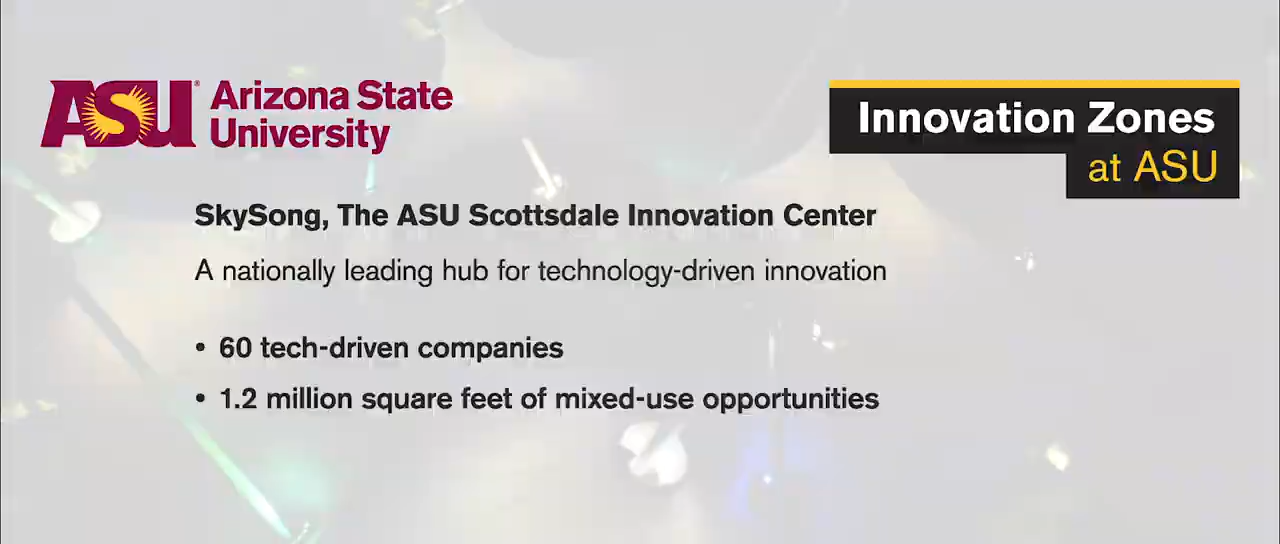 ASU® Arizona State
University
Innovation Zones
at ASU
SkySong, The ASU Scottsdale Innovation Center
A nationally leading hub for technology-driven innovation
• 60 tech-driven companies
• 1.2 million square feet of mixed-use opportunities